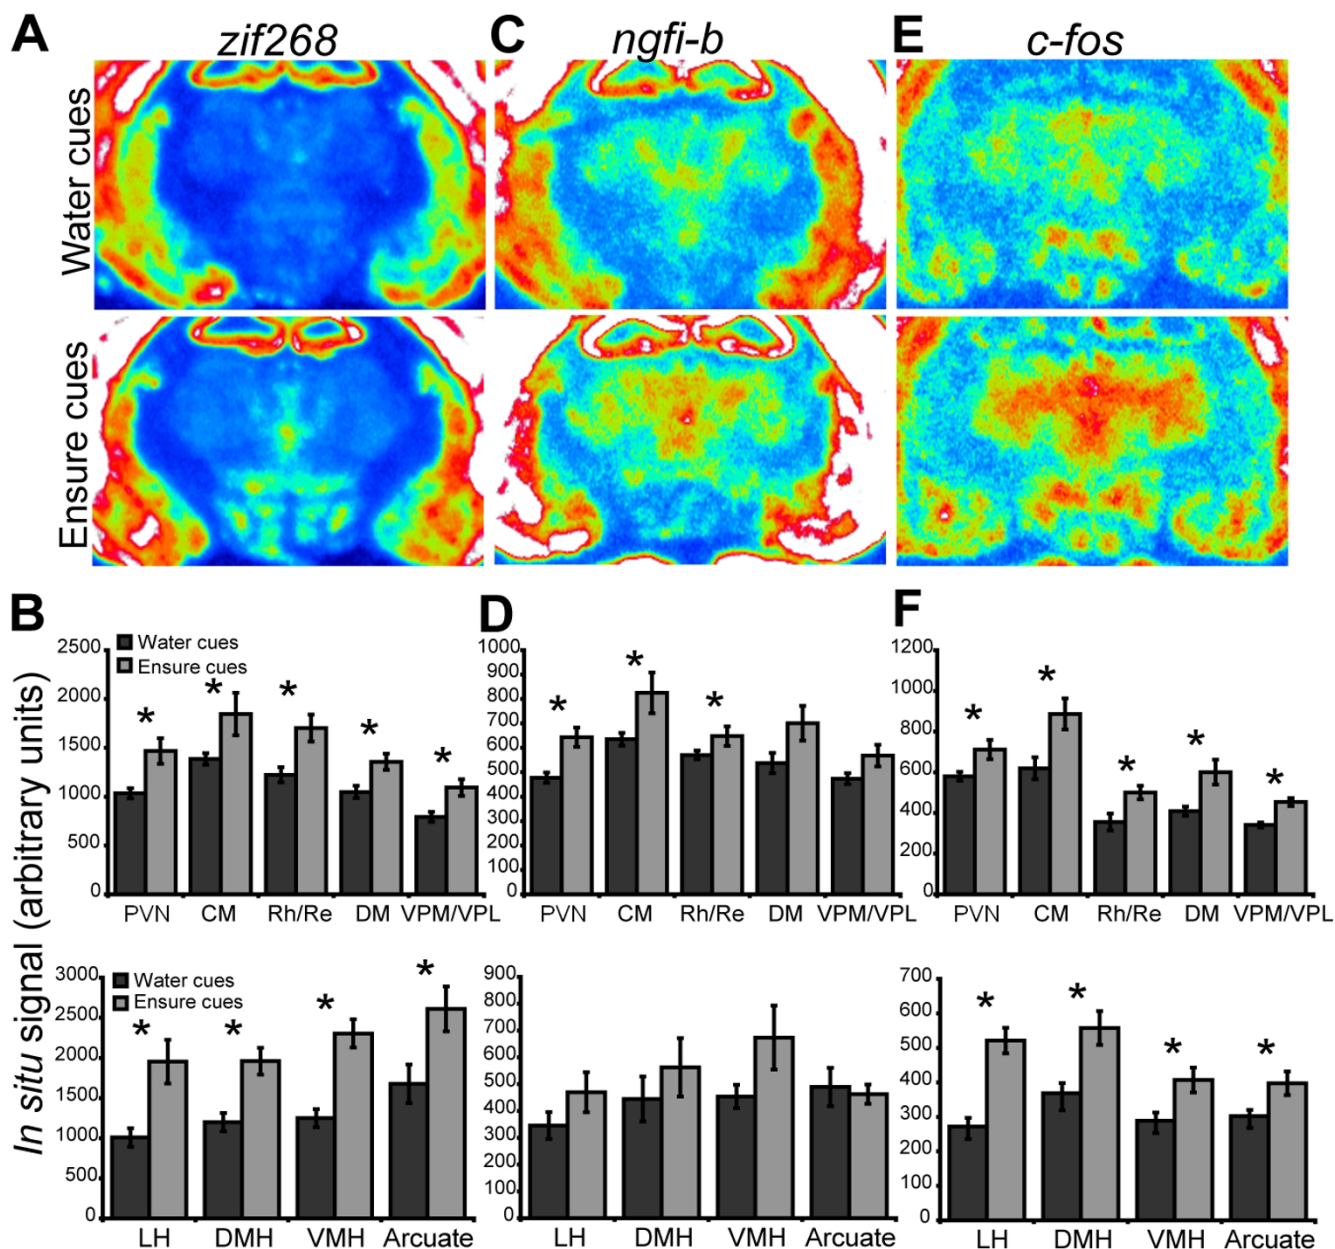 A
zif268
C
ngfi-b
E
c-fos
Water cues
Ensure cues
In situ signal (arbitrary units)
B
Water cues
Ensure cues
2500
2000
1500
1000
500
0
* * * * *
PVN CM Rh/Re DM VPM/VPL
D
1000
900
800
700
600
500
400
300
200
100
0
* * *
PVN CM Rh/Re DM VPM/VPL
F
1200
1000
800
600
400
200
0
* * * * *
PVN CM Rh/Re DM VPM/VPL
Water cues
Ensure cues
3000
2500
2000
1500
1000
500
0
* * * *
LH DMH VMH Arcuate
900
800
700
600
500
400
300
200
100
0
LH DMH VMH Arcuate
700
600
500
400
300
200
100
0
* * * *
LH DMH VMH Arcuate